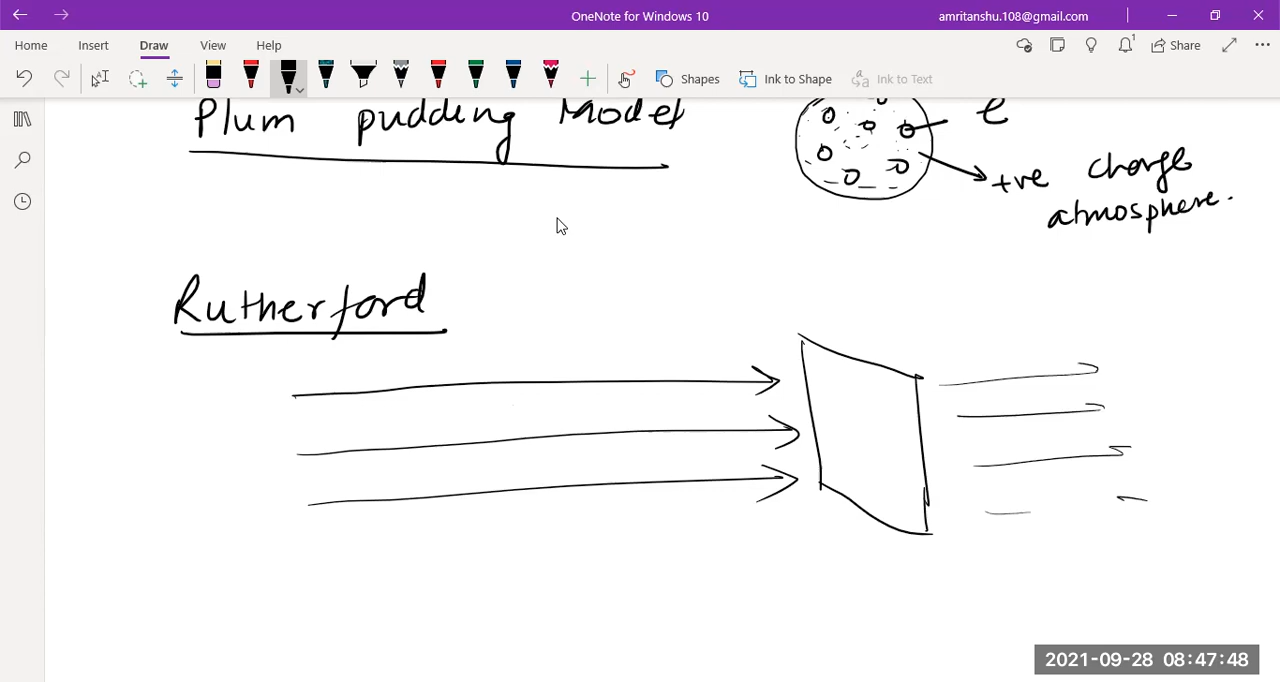 OneNote for Windows 10
amritanshu.108@gmail.com
Home Insert Draw View Help
Share
Shapes Ink to Shape Ink to Text
Plum pudding Model
e
+ve charge
atmosphere.
Rutherford
2021-09-28 08:47:48